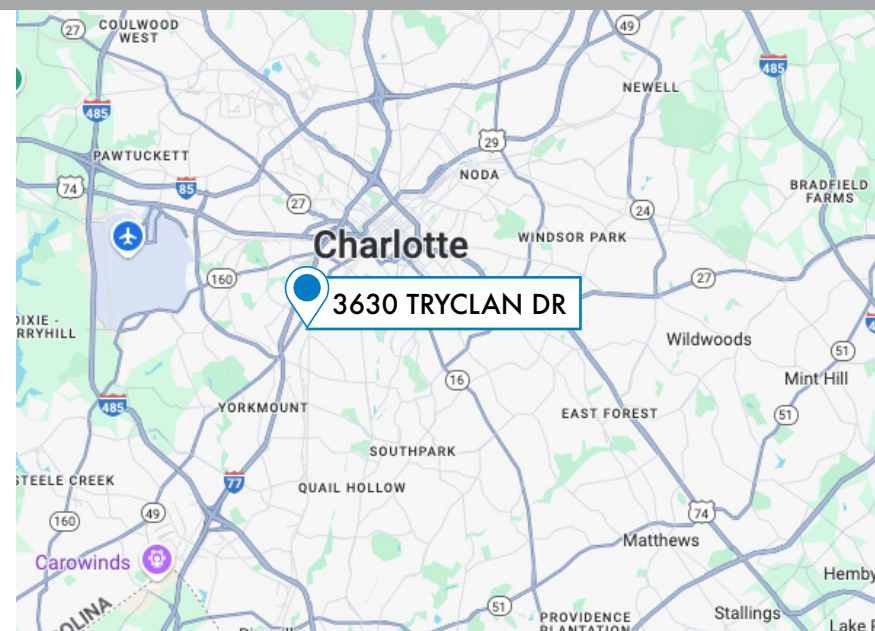 27
COULWOOD
WEST
49
485
NEWELL
485
PAWTUCKETT
29
74
85
NODA
27
BRADFIELD
FARMS
24
Charlotte
WINDSOR PARK
160
27
3630 TRYCLAN DR
DIXIE -
RRYHILL
Wildwoods
51
16
Mint Hill
485
YORKMOUNT
EAST FOREST
51
SOUTHPARK
STEELE CREEK
77
QUAIL HOLLOW
160
49
74
Matthews
Carowinds
Hemby
OLINA
51
PROVIDENCE
PLANTATION
Stallings
Lake